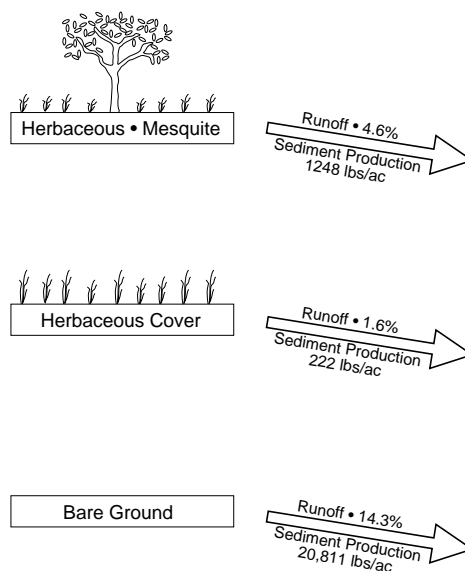 Herbaceous • Mesquite
Runoff • 4.6%
Sediment Production
1248 lbs/ac
Herbaceous Cover
Runoff • 1.6%
Sediment Production
222 lbs/ac
Bare Ground
Runoff • 14.3%
Sediment Production
20,811 lbs/ac